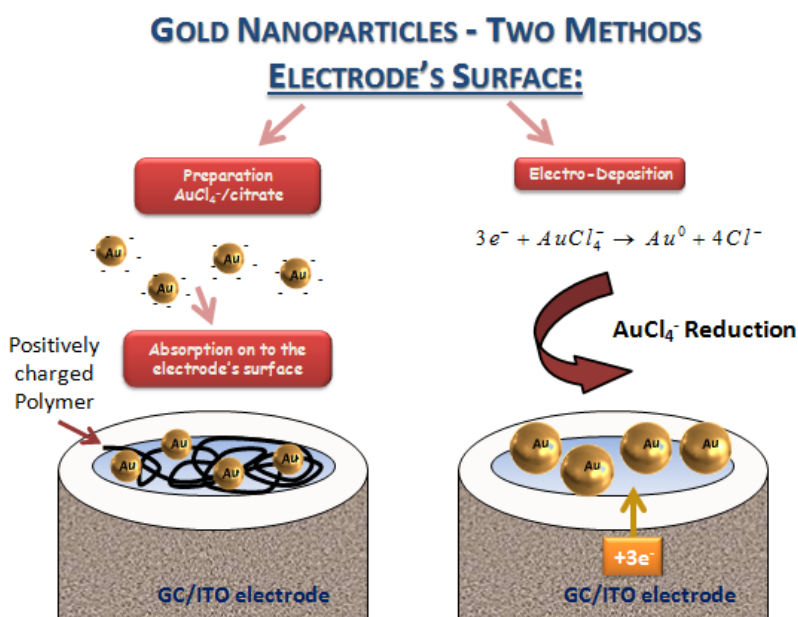 GOLD NANOPARTICLES - TWO METHODS
ELECTRODE'S SURFACE:
Preparation
AuCl₄⁻/citrate
Au
Au
Au
Au
Absorption on to the
electrode's surface
Positively
charged
Polymer
Au
Au
Au
Au
GC/ITO electrode
Electro-Deposition
3e⁻ + AuCl₄⁻ → Au⁰ + 4Cl⁻
AuCl₄⁻ Reduction
Au
Au
Au
Au
+3e⁻
GC/ITO electrode